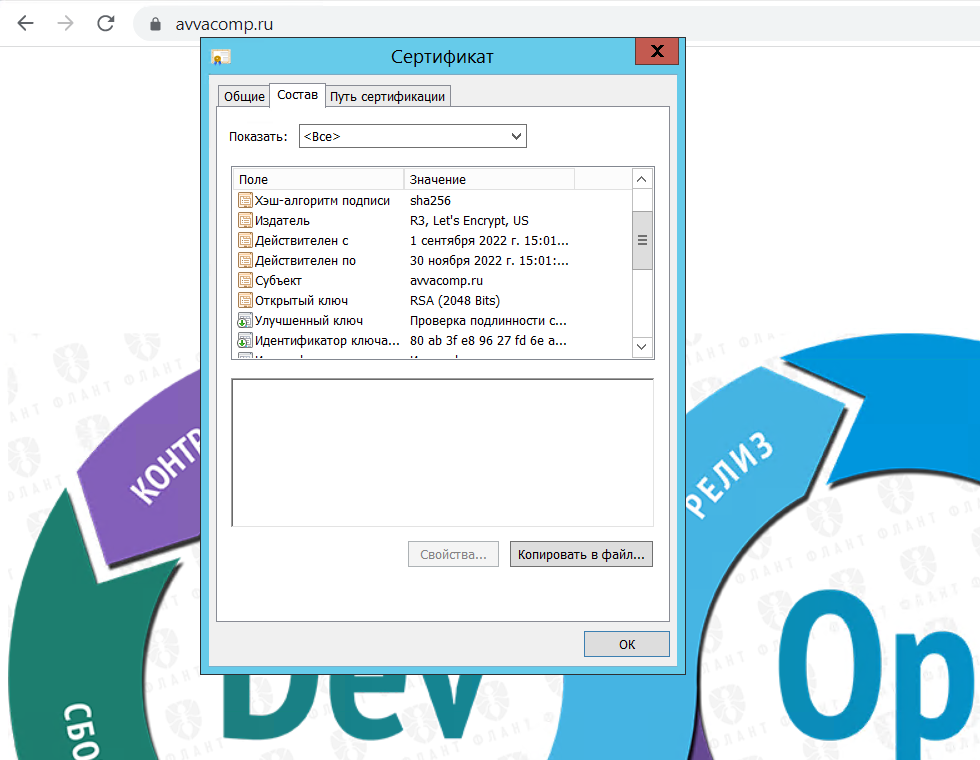 avvacomp.ru
Сертификат
Общие Состав Путь сертификации
Показать: <Все>
Поле Значение
Хэш-алгоритм подписи sha256
Издатель R3, Let's Encrypt, US
Действителен с 1 сентября 2022 г. 15:01...
Действителен по 30 ноября 2022 г. 15:01:...
Субъект avvacomp.ru
Открытый ключ RSA (2048 Bits)
Улучшенный ключ Проверка подлинности с...
Идентификатор ключа... 80 ab 3f e8 96 27 fd 6e a...
Свойства... Копировать в файл...
ОК
КОНТР
РЕЛИЗ
СБО
Dev
Op
ФЛАНТ